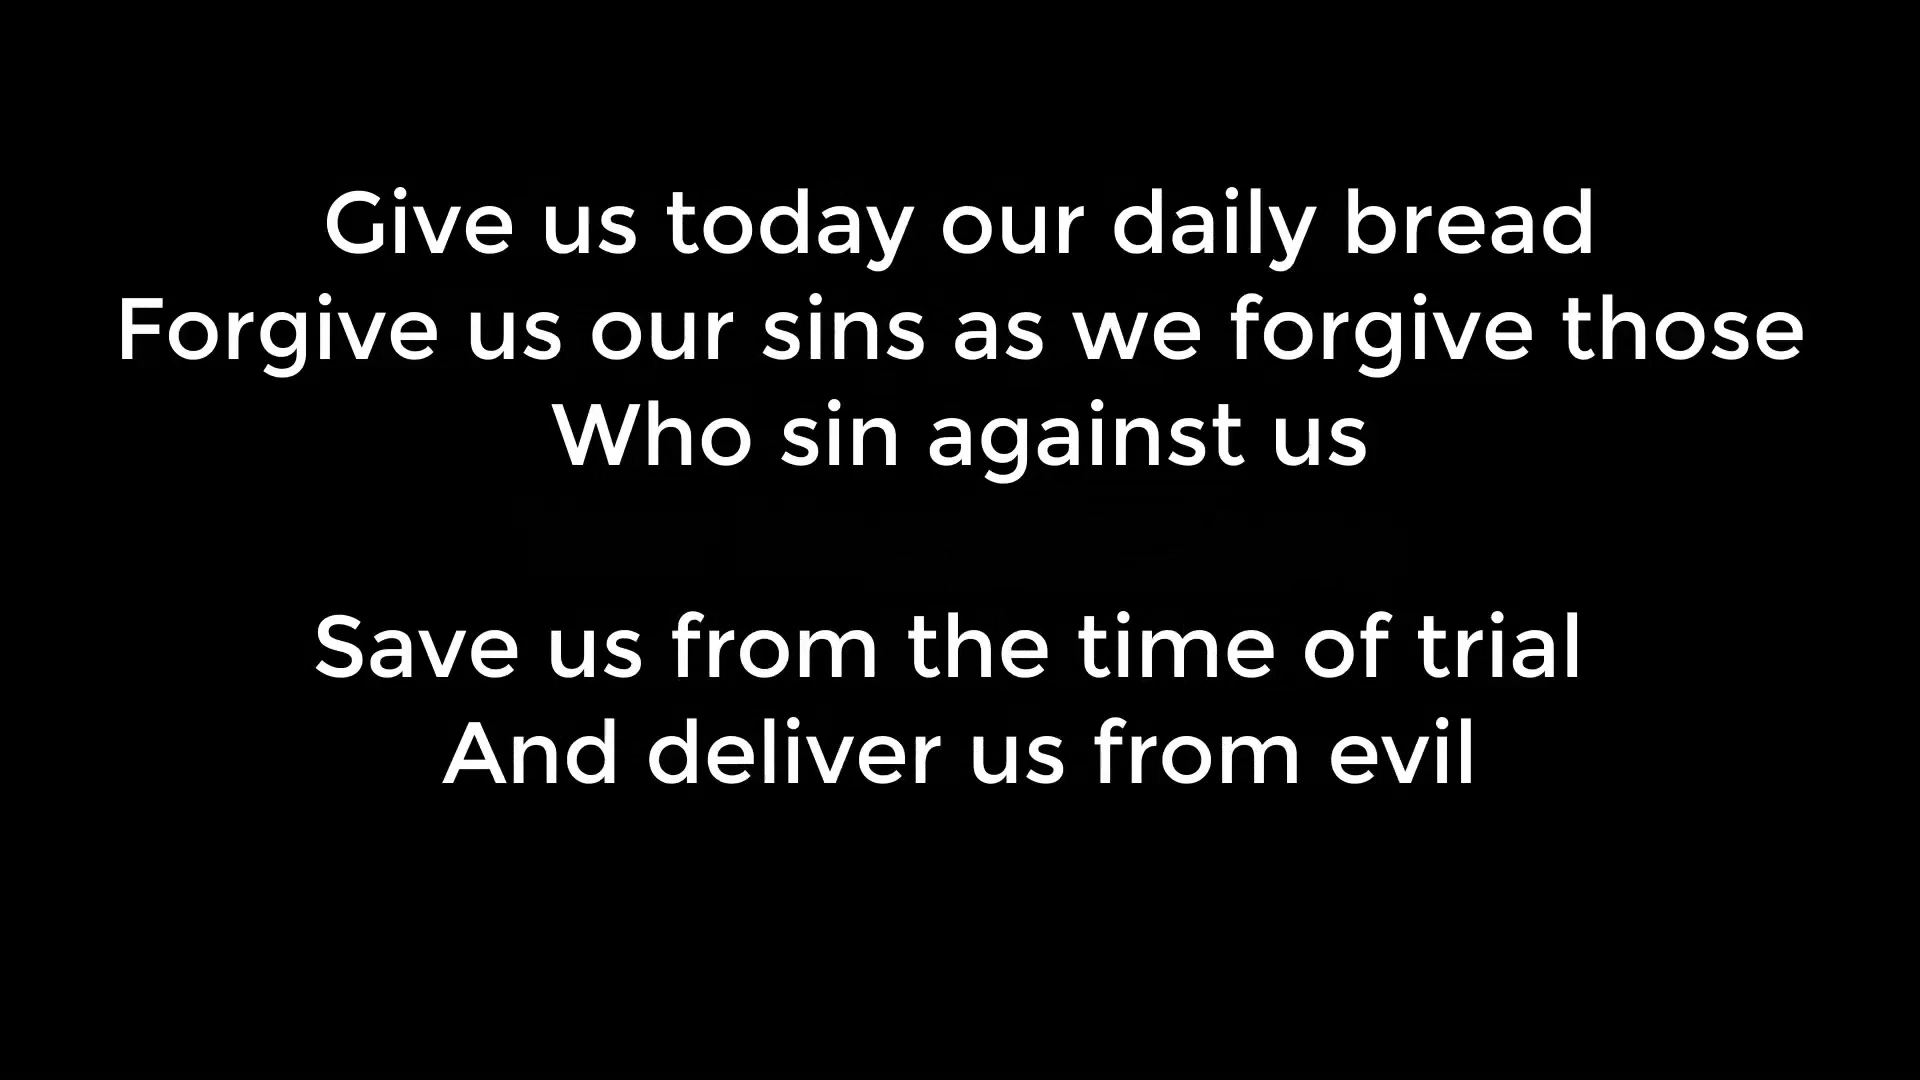 Give us today our daily bread
Forgive us our sins as we forgive those
Who sin against us
Save us from the time of trial
And deliver us from evil